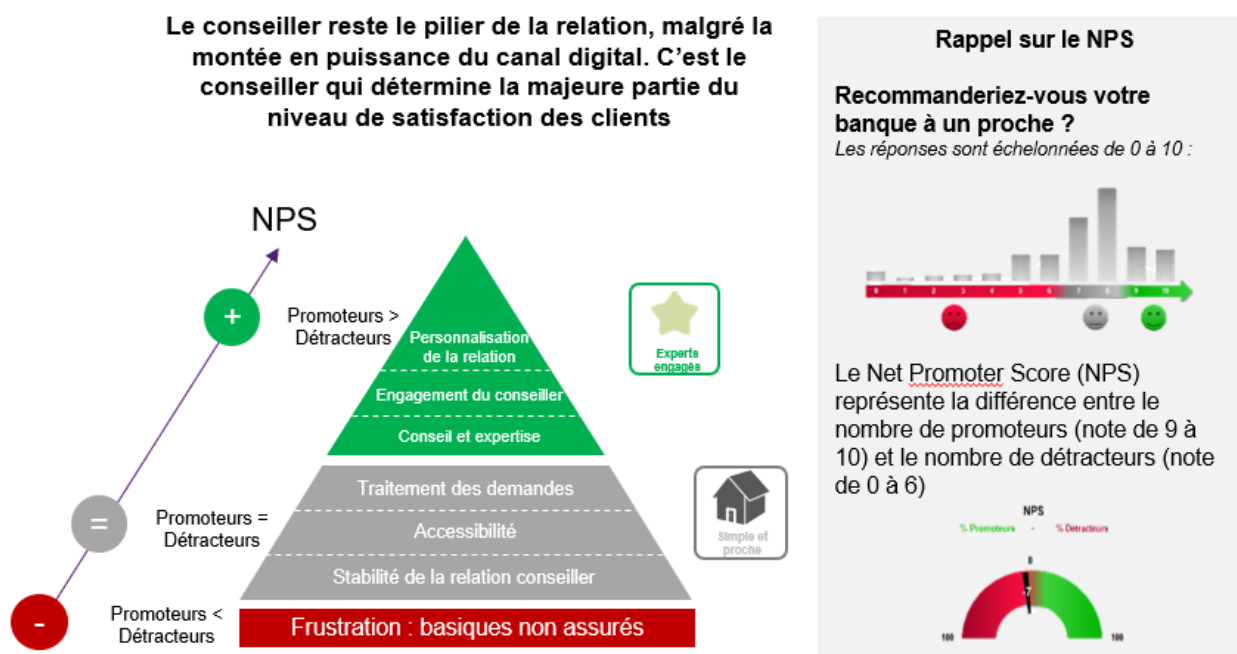 Le conseiller reste le pilier de la relation, malgré la
montée en puissance du canal digital. C'est le
conseiller qui détermine la majeure partie du
niveau de satisfaction des clients
NPS
+
Promoteurs >
Détracteurs
Personnalisation
de la relation
Engagement du conseiller
Conseil et expertise
Experts
engagés
=
Promoteurs =
Détracteurs
Traitement des demandes
Accessibilité
Stabilité de la relation conseiller
Simple et
proche
-
Promoteurs <
Détracteurs
Frustration : basiques non assurés
Rappel sur le NPS
Recommanderiez-vous votre
banque à un proche ?
Les réponses sont échelonnées de 0 à 10 :
0 1 2 3 4 5 6 7 8 9 10
Le Net Promoter Score (NPS)
représente la différence entre le
nombre de promoteurs (note de 9 à
10) et le nombre de détracteurs (note
de 0 à 6)
NPS
% Promoteurs - % Détracteurs
0
-7
100 100